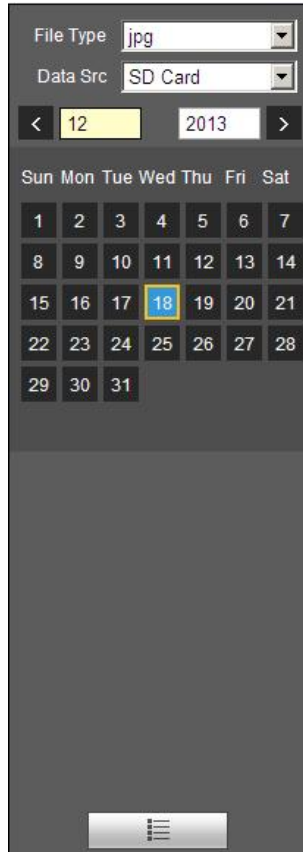 File Type jpg
Data Src SD Card
< 12 2013 >
Sun Mon Tue Wed Thu Fri Sat
1 2 3 4 5 6 7
8 9 10 11 12 13 14
15 16 17 18 19 20 21
22 23 24 25 26 27 28
29 30 31